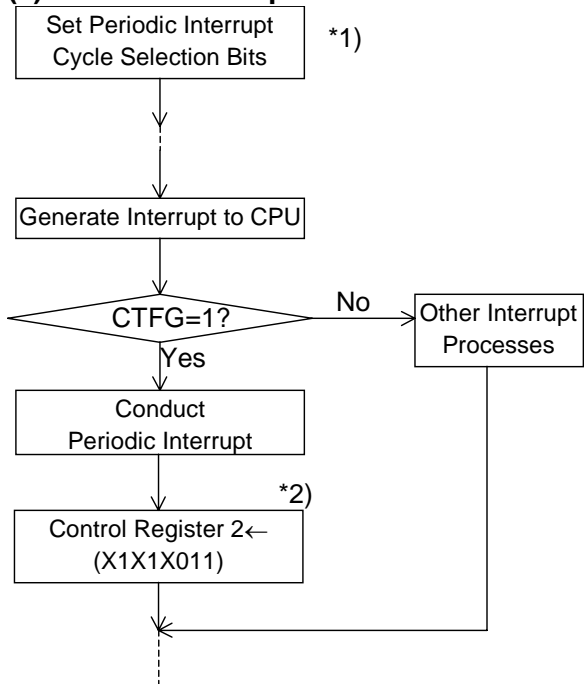 Set Periodic Interrupt
Cycle Selection Bits
*1)
Generate Interrupt to CPU
CTFG=1?
No
Other Interrupt
Processes
Yes
Conduct
Periodic Interrupt
*2)
Control Register 2←
(X1X1X011)